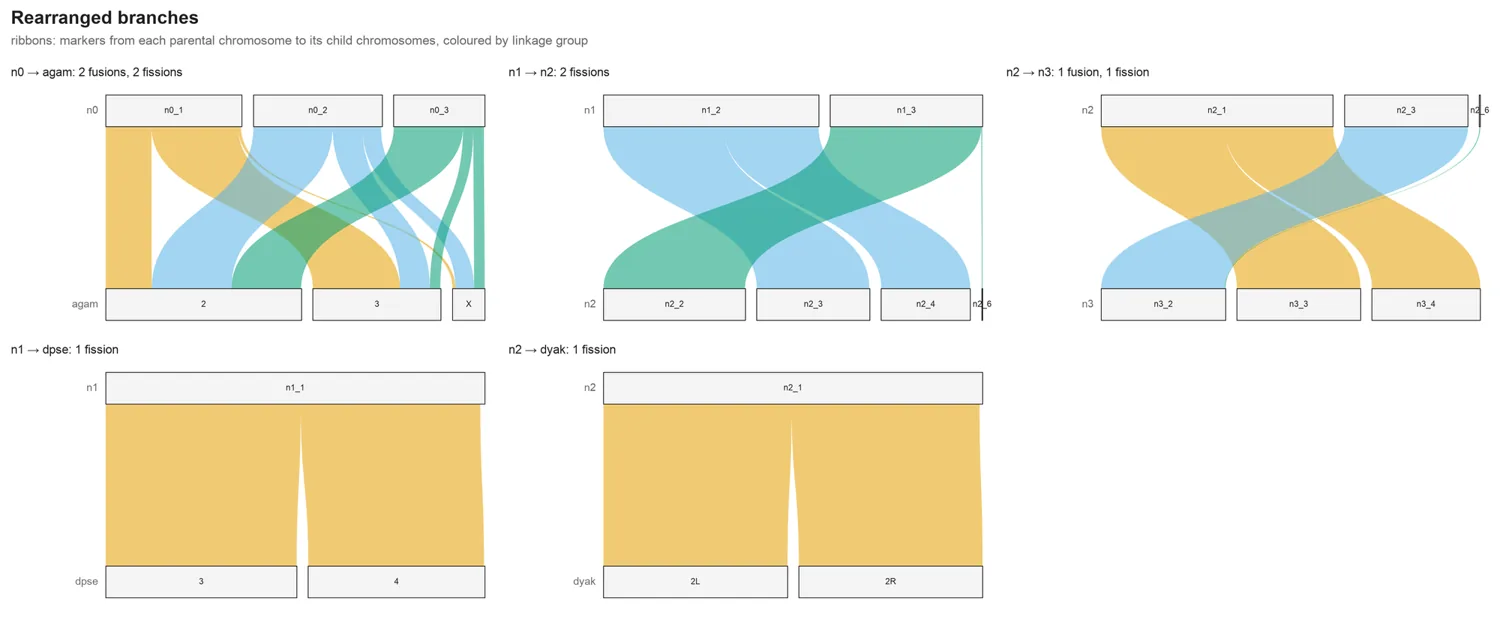 Rearranged branches
ribbons: markers from each parental chromosome to its child chromosomes, coloured by linkage group
n0 → agam: 2 fusions, 2 fissions
n0
n0_1
n0_2
n0_3
agam
2
3
X
n1 → n2: 2 fissions
n1
n1_2
n1_3
n2
n2_2
n2_3
n2_4
n2_6
n2 → n3: 1 fusion, 1 fission
n2
n2_1
n2_3
n2_6
n3
n3_2
n3_3
n3_4
n1 → dpse: 1 fission
n1
n1_1
dpse
3
4
n2 → dyak: 1 fission
n2
n2_1
dyak
2L
2R